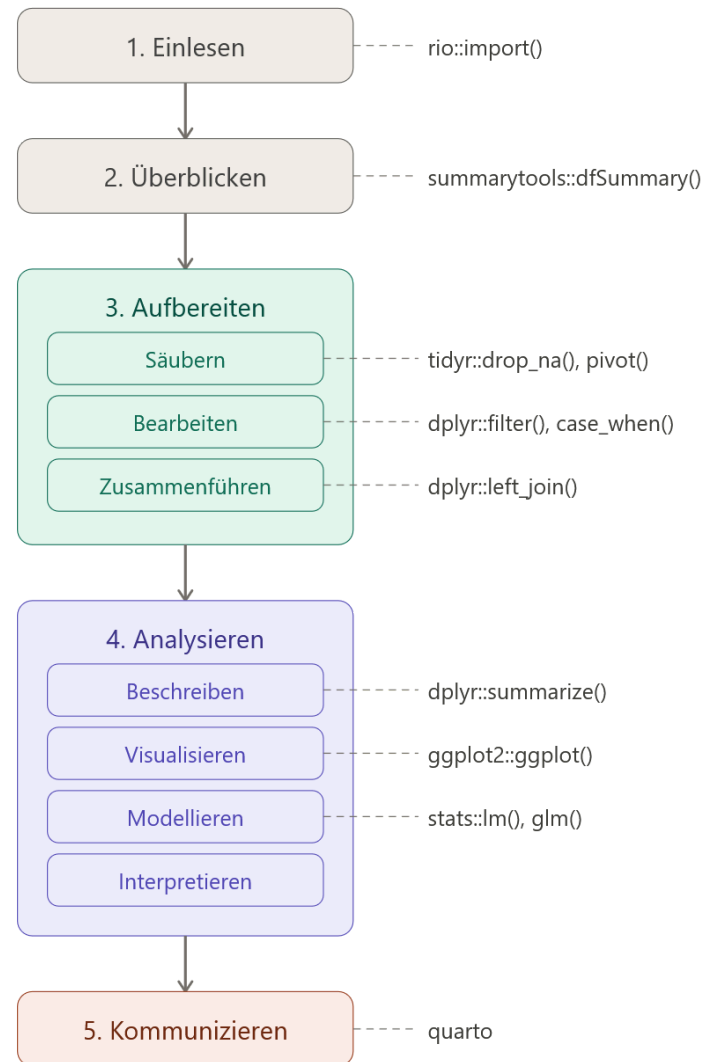 1. Einlesen
rio::import()
2. Überblicken
summarytools::dfSummary()
3. Aufbereiten
Säubern
tidyr::drop_na(), pivot()
Bearbeiten
dplyr::filter(), case_when()
Zusammenführen
dplyr::left_join()
4. Analysieren
Beschreiben
dplyr::summarize()
Visualisieren
ggplot2::ggplot()
Modellieren
stats::lm(), glm()
Interpretieren
5. Kommunizieren
quarto